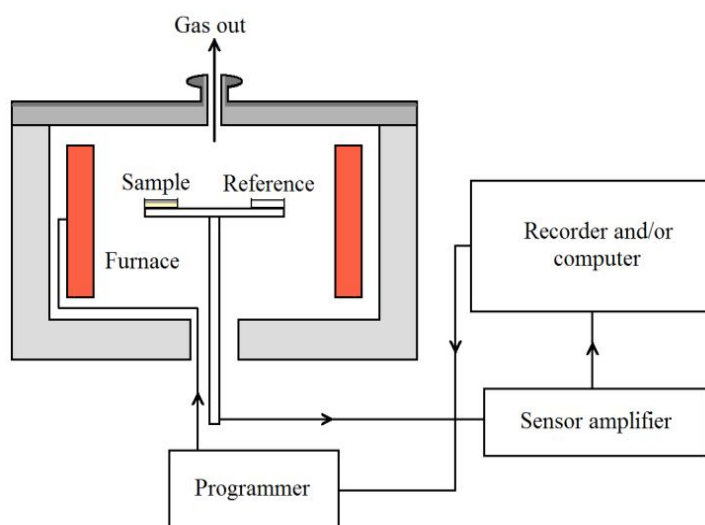 Gas out
Sample
Reference
Furnace
Recorder and/or
computer
Sensor amplifier
Programmer